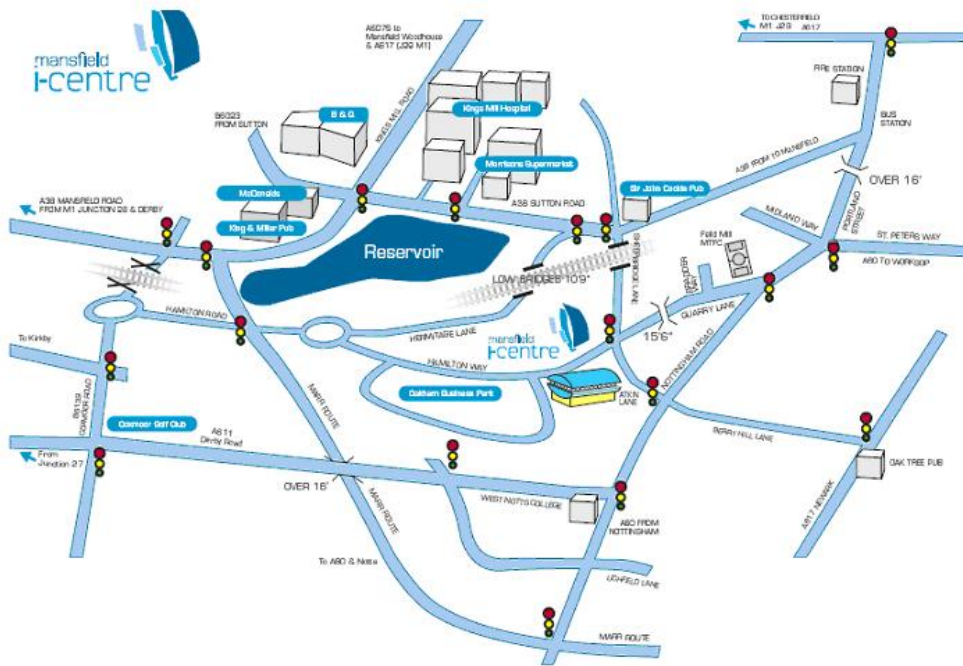 mansfield
i-centre
A6075 to
Mansfield Woodhouse
& A617 (J29 M1)
TO CHESTERFIELD
M1 J29 A617
FIRE STATION
BUS
STATION
B6023
FROM SUTTON
B & Q
KINGS MILL ROAD
Kings Mill Hospital
Morrisons Supermarket
A38 FROM TO MANSFIELD
OVER 16'
McDonalds
King & Miller Pub
A38 MANSFIELD ROAD
FROM M1 JUNCTION 28 & DERBY
A38 SUTTON ROAD
Sir John Cockle Pub
MIDLAND WAY
PORTLAND
STREET
ST. PETERS WAY
A60 TO WORKSOP
Reservoir
Field Mill
MTFC
LOW BRIDGES 10'9"
SHEEPBRIDGE LANE
QUARRY LANE
15'6"
HAMILTON ROAD
HERMITAGE LANE
mansfield
i-centre
To Kirkby
HAMILTON WAY
NOTTINGHAM ROAD
Oakham Business Park
ATKIN
LANE
B6139
COXMOOR ROAD
MARR ROUTE
Coxmoor Golf Club
A611
Derby Road
BERRY HILL LANE
From
Junction 27
OAK TREE PUB
OVER 16'
MARR ROUTE
WEST NOTTS COLLEGE
A60 FROM
NOTTINGHAM
A617 NEWARK
To A60 & Notts
LICHFIELD LANE
MARR ROUTE